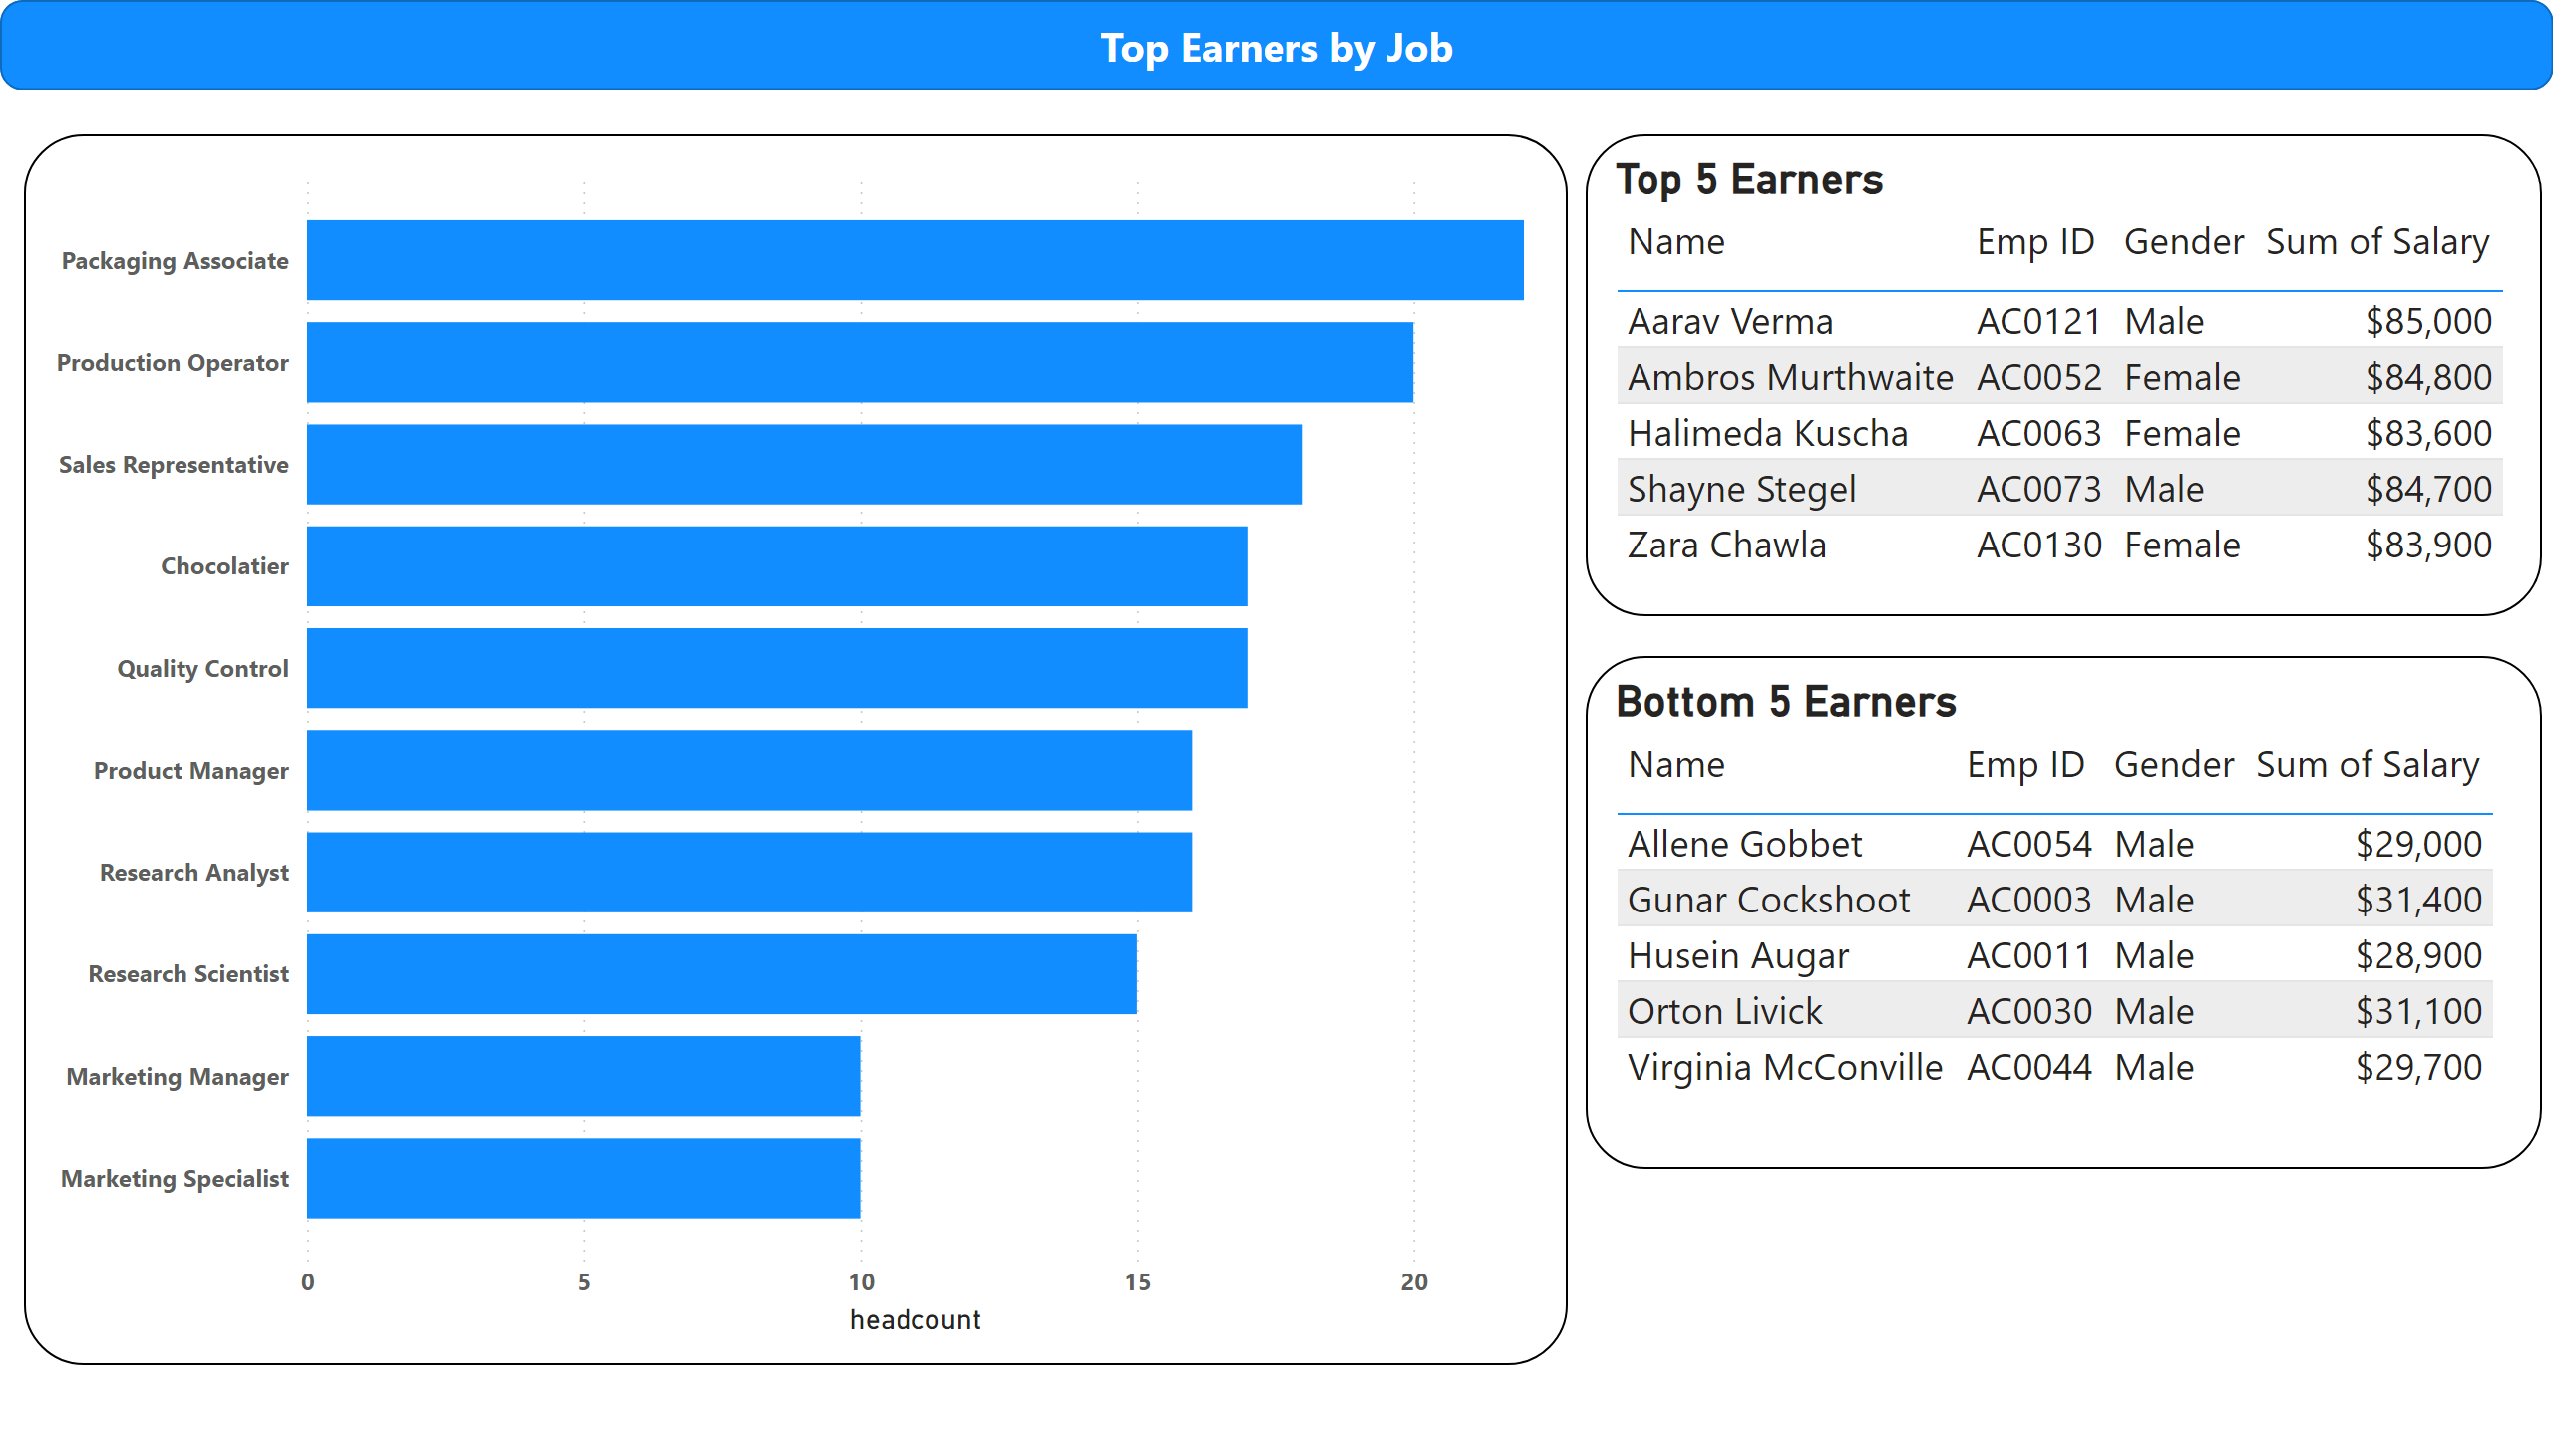 Top Earners by Job
Packaging Associate
Production Operator
Sales Representative
Chocolatier
Quality Control
Product Manager
Research Analyst
Research Scientist
Marketing Manager
Marketing Specialist
0 5 10 15 20
headcount
Top 5 Earners
Name Emp ID Gender Sum of Salary
Aarav Verma AC0121 Male $85,000
Ambros Murthwaite AC0052 Female $84,800
Halimeda Kuscha AC0063 Female $83,600
Shayne Stegel AC0073 Male $84,700
Zara Chawla AC0130 Female $83,900
Bottom 5 Earners
Name Emp ID Gender Sum of Salary
Allene Gobbet AC0054 Male $29,000
Gunar Cockshoot AC0003 Male $31,400
Husein Augar AC0011 Male $28,900
Orton Livick AC0030 Male $31,100
Virginia McConville AC0044 Male $29,700